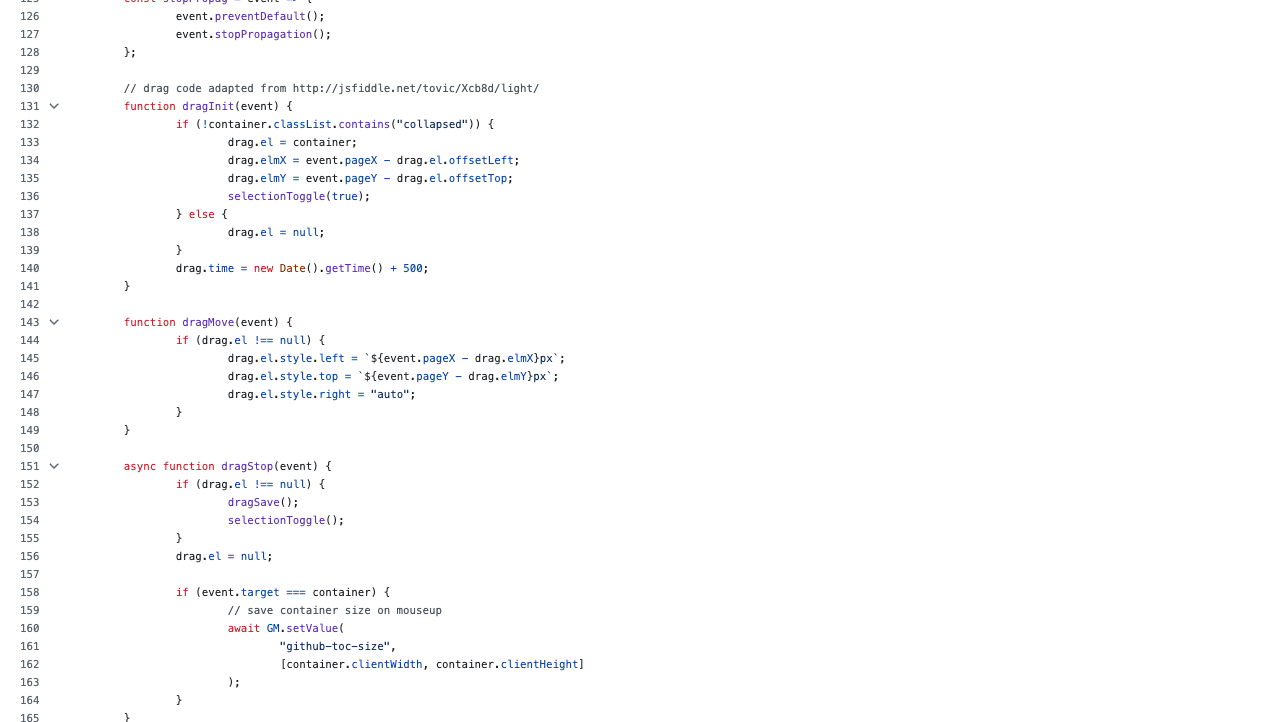 125 const stopPropag = event => {
126 event.preventDefault();
127 event.stopPropagation();
128 };
129
130 // drag code adapted from http://jsfiddle.net/tovic/Xcb8d/light/
131 function dragInit(event) {
132 if (!container.classList.contains("collapsed")) {
133 drag.el = container;
134 drag.elmX = event.pageX - drag.el.offsetLeft;
135 drag.elmY = event.pageY - drag.el.offsetTop;
136 selectionToggle(true);
137 } else {
138 drag.el = null;
139 }
140 drag.time = new Date().getTime() + 500;
141 }
142
143 function dragMove(event) {
144 if (drag.el !== null) {
145 drag.el.style.left = `${event.pageX - drag.elmX}px`;
146 drag.el.style.top = `${event.pageY - drag.elmY}px`;
147 drag.el.style.right = "auto";
148 }
149 }
150
151 async function dragStop(event) {
152 if (drag.el !== null) {
153 dragSave();
154 selectionToggle();
155 }
156 drag.el = null;
157
158 if (event.target === container) {
159 // save container size on mouseup
160 await GM.setValue(
161 "github-toc-size",
162 [container.clientWidth, container.clientHeight]
163 );
164 }
165 }